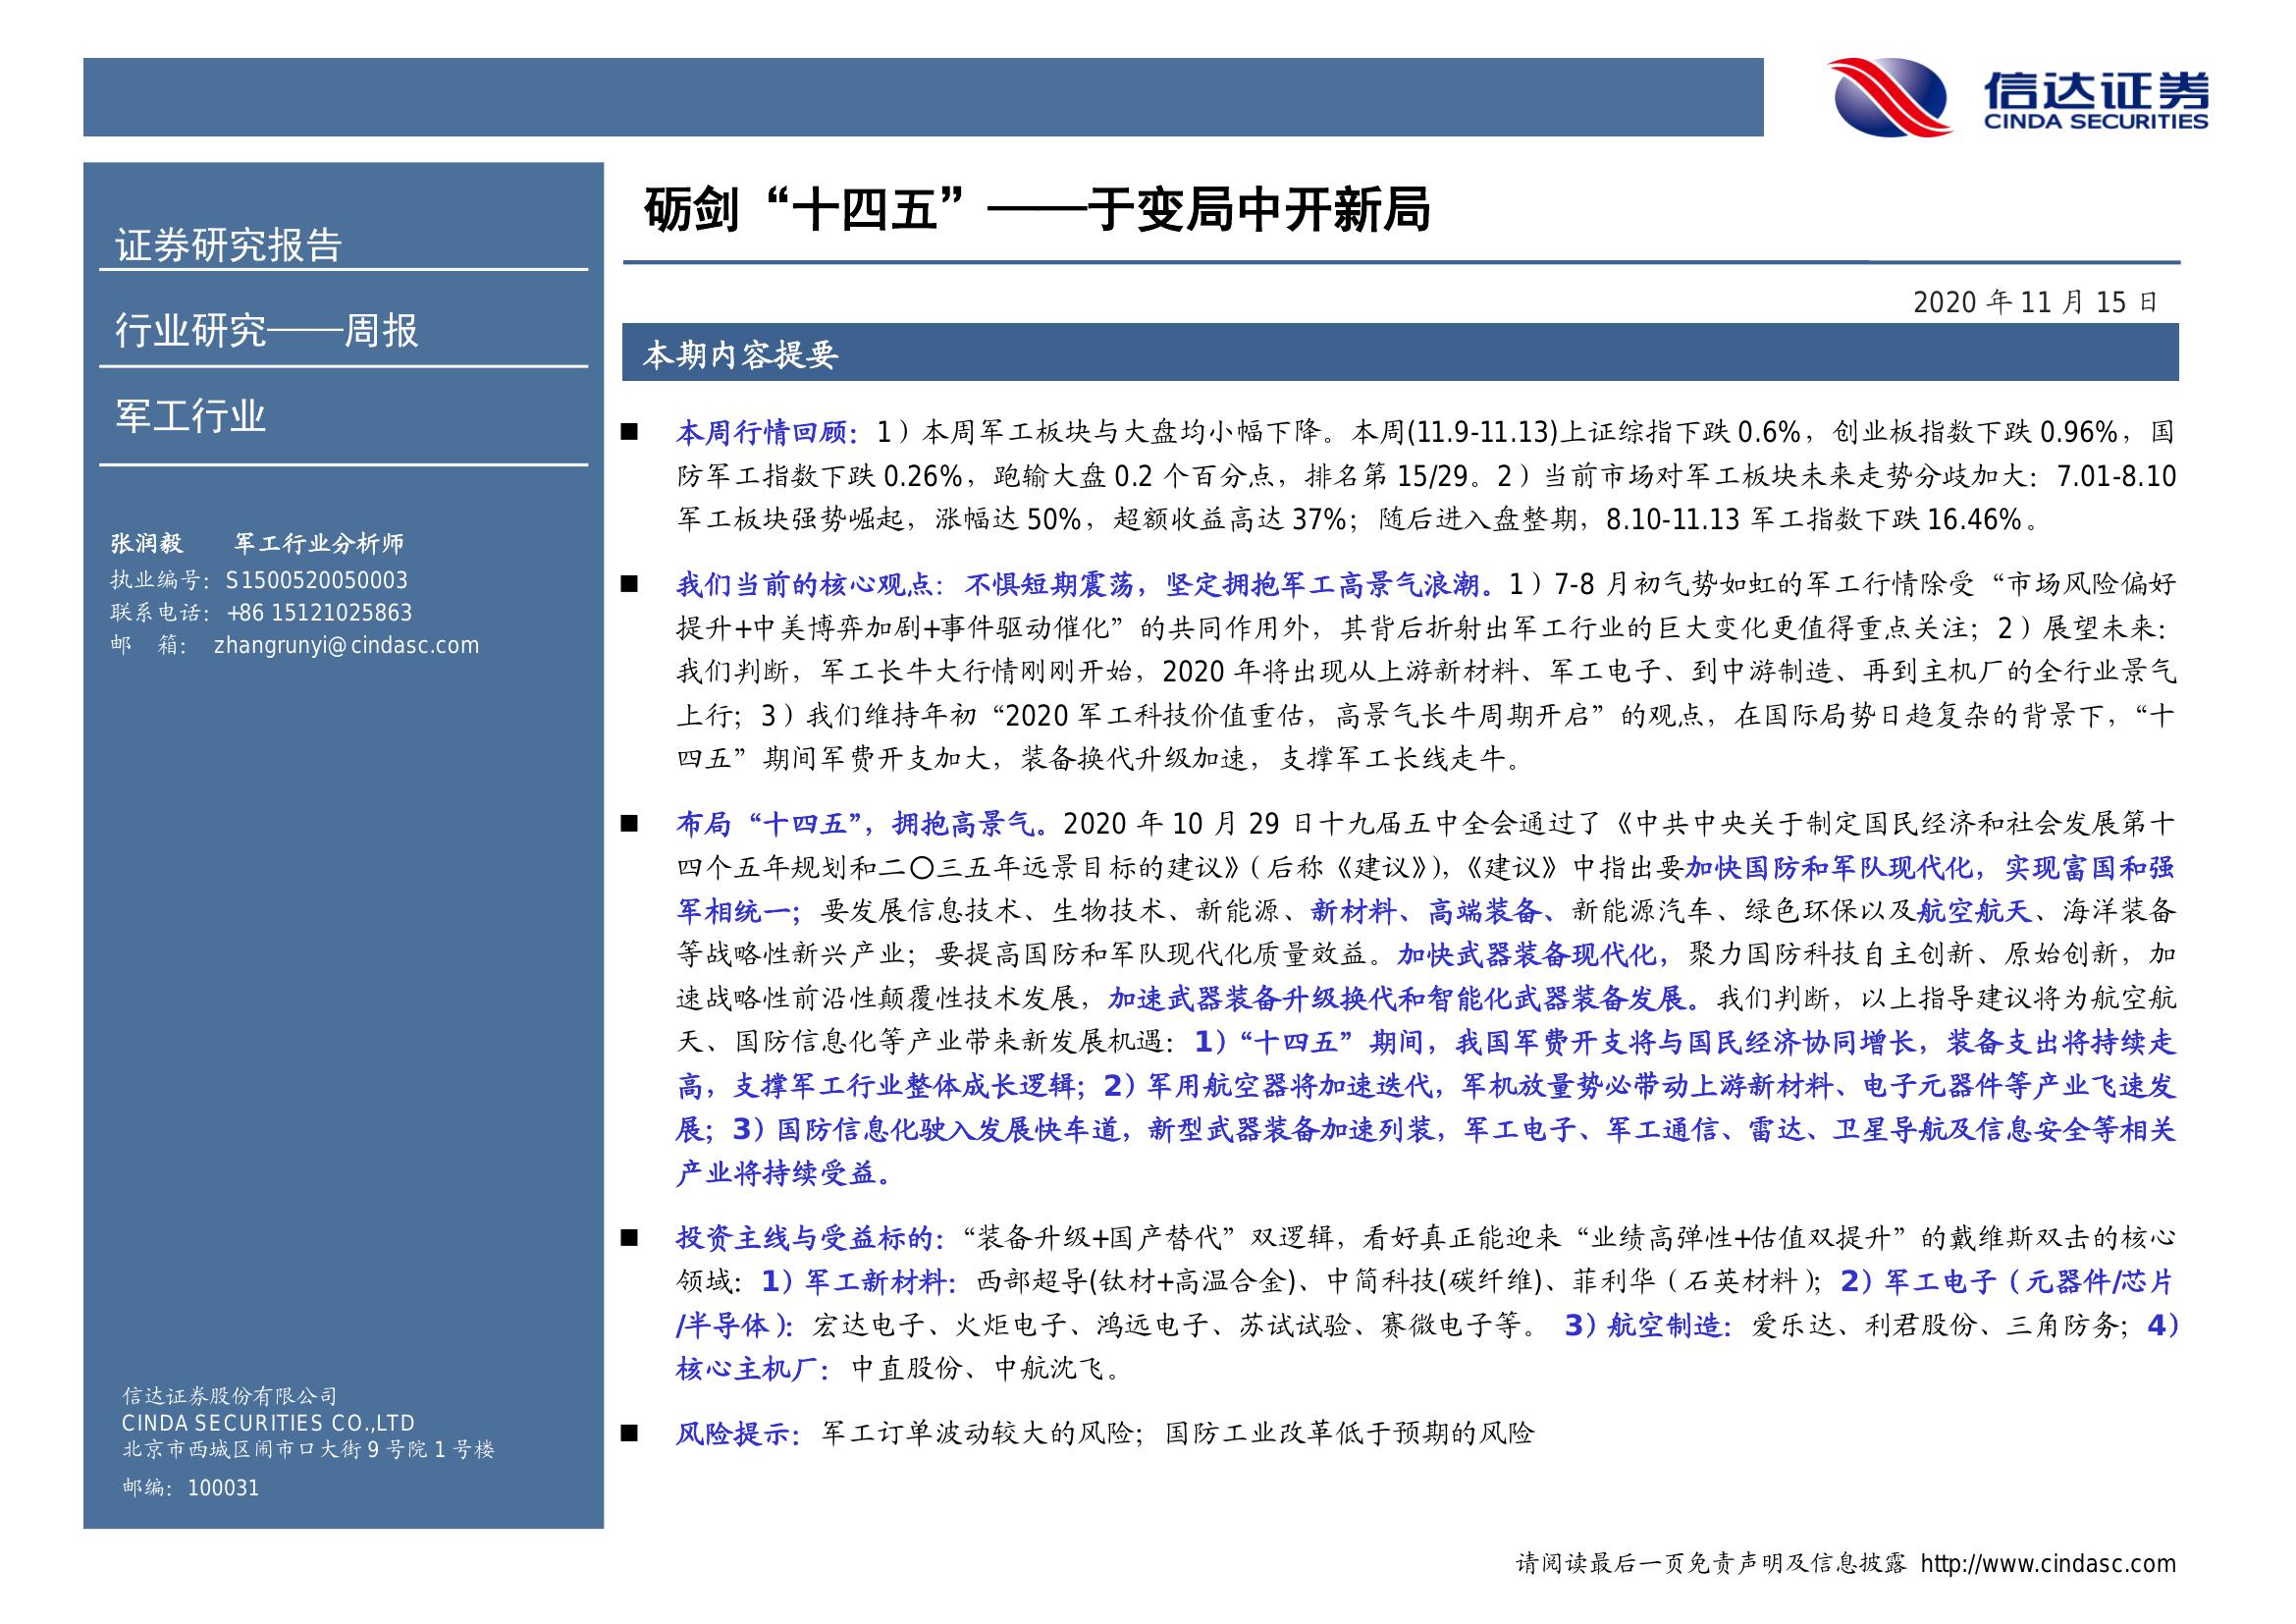 信达证券
CINDA SECURITIES
证券研究报告
行业研究——周报
军工行业
张润毅 军工行业分析师
执业编号：S1500520050003
联系电话：+86 15121025863
邮 箱： zhangrunyi@cindasc.com
信达证券股份有限公司
CINDA SECURITIES CO.,LTD
北京市西城区闹市口大街9号院1号楼
邮编：100031
砺剑“十四五”——于变局中开新局
2020 年 11 月 15 日
本期内容提要
■ 本周行情回顾：1）本周军工板块与大盘均小幅下降。本周(11.9-11.13)上证综指下跌 0.6%，创业板指数下跌 0.96%，国
防军工指数下跌 0.26%，跑输大盘 0.2 个百分点，排名第 15/29。2）当前市场对军工板块未来走势分歧加大：7.01-8.10
军工板块强势崛起，涨幅达 50%，超额收益高达 37%；随后进入盘整期，8.10-11.13 军工指数下跌 16.46%。
■ 我们当前的核心观点：不惧短期震荡，坚定拥抱军工高景气浪潮。1）7-8 月初气势如虹的军工行情除受“市场风险偏好
提升+中美博弈加剧+事件驱动催化”的共同作用外，其背后折射出军工行业的巨大变化更值得重点关注；2）展望未来：
我们判断，军工长牛大行情刚刚开始，2020 年将出现从上游新材料、军工电子、到中游制造、再到主机厂的全行业景气
上行；3）我们维持年初“2020 军工科技价值重估，高景气长牛周期开启”的观点，在国际局势日趋复杂的背景下，“十
四五”期间军费开支加大，装备换代升级加速，支撑军工长线走牛。
■ 布局“十四五”，拥抱高景气。2020 年 10 月 29 日十九届五中全会通过了《中共中央关于制定国民经济和社会发展第十
四个五年规划和二〇三五年远景目标的建议》（后称《建议》），《建议》中指出要加快国防和军队现代化，实现富国和强
军相统一；要发展信息技术、生物技术、新能源、新材料、高端装备、新能源汽车、绿色环保以及航空航天、海洋装备
等战略性新兴产业；要提高国防和军队现代化质量效益。加快武器装备现代化，聚力国防科技自主创新、原始创新，加
速战略性前沿性颠覆性技术发展，加速武器装备升级换代和智能化武器装备发展。我们判断，以上指导建议将为航空航
天、国防信息化等产业带来新发展机遇：1）“十四五”期间，我国军费开支将与国民经济协同增长，装备支出将持续走
高，支撑军工行业整体成长逻辑；2）军用航空器将加速迭代，军机放量势必带动上游新材料、电子元器件等产业飞速发
展；3）国防信息化驶入发展快车道，新型武器装备加速列装，军工电子、军工通信、雷达、卫星导航及信息安全等相关
产业将持续受益。
■ 投资主线与受益标的：“装备升级+国产替代”双逻辑，看好真正能迎来“业绩高弹性+估值双提升”的戴维斯双击的核心
领域：1）军工新材料：西部超导(钛材+高温合金)、中简科技(碳纤维)、菲利华（石英材料）；2）军工电子（元器件/芯片
/半导体）：宏达电子、火炬电子、鸿远电子、苏试试验、赛微电子等。 3）航空制造：爱乐达、利君股份、三角防务；4）
核心主机厂：中直股份、中航沈飞。
■ 风险提示：军工订单波动较大的风险；国防工业改革低于预期的风险
请阅读最后一页免责声明及信息披露 http://www.cindasc.com